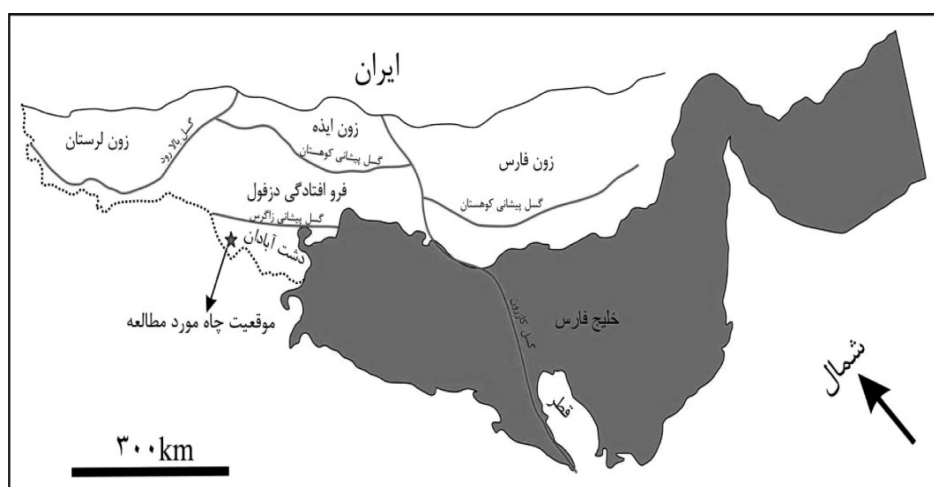 ایران
زون لرستان
گسل بالا رود
زون ایذه
گسل پیشانی کوهستان
زون فارس
گسل پیشانی کوهستان
فرو افتادگی دزفول
گسل پیشانی زاگرس
دشت آبادان
موقعیت چاه مورد مطالعه
گسل کازرون
خلیج فارس
قطر
شمال
۳۰۰km